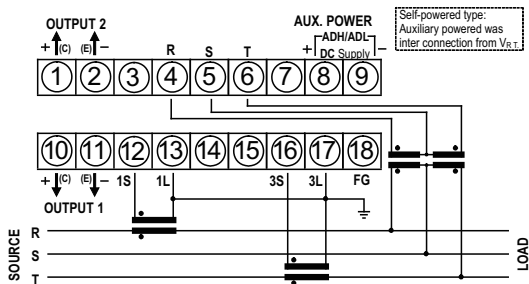 OUTPUT 2
+ (C) (E) −
R S T
AUX. POWER
ADH/ADL
+ DC Supply −
Self-powered type:
Auxiliary powered was
inter connection from VR.T.
1 2 3 4 5 6 7 8 9
10 11 12 13 14 15 16 17 18
+ (C) (E) − 1S 1L 3S 3L FG
OUTPUT 1
SOURCE
R
S
T
LOAD